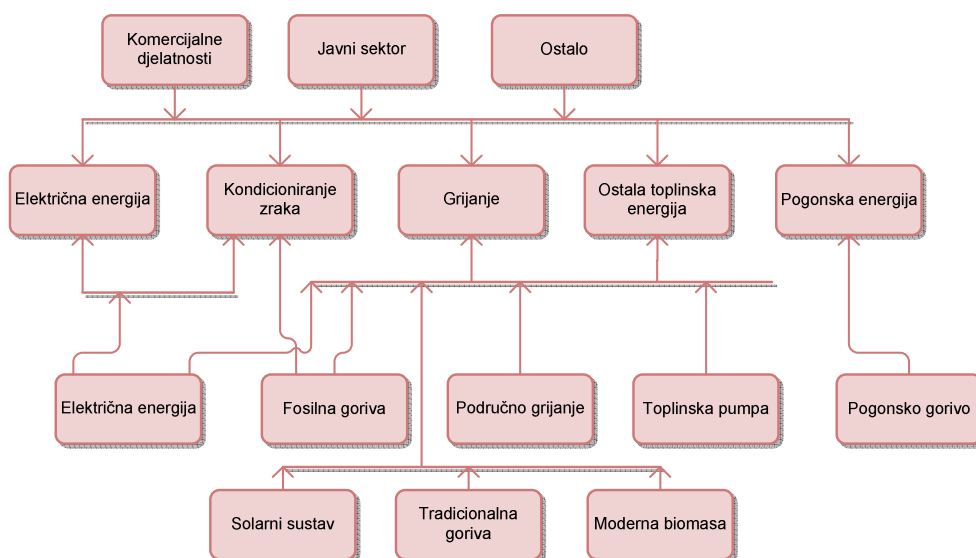 Komercijalne
djelatnosti
Javni sektor
Ostalo
Električna energija
Kondicioniranje
zraka
Grijanje
Ostala toplinska
energija
Pogonska energija
Električna energija
Fosilna goriva
Područno grijanje
Toplinska pumpa
Pogonsko gorivo
Solarni sustav
Tradicionalna
goriva
Moderna biomasa